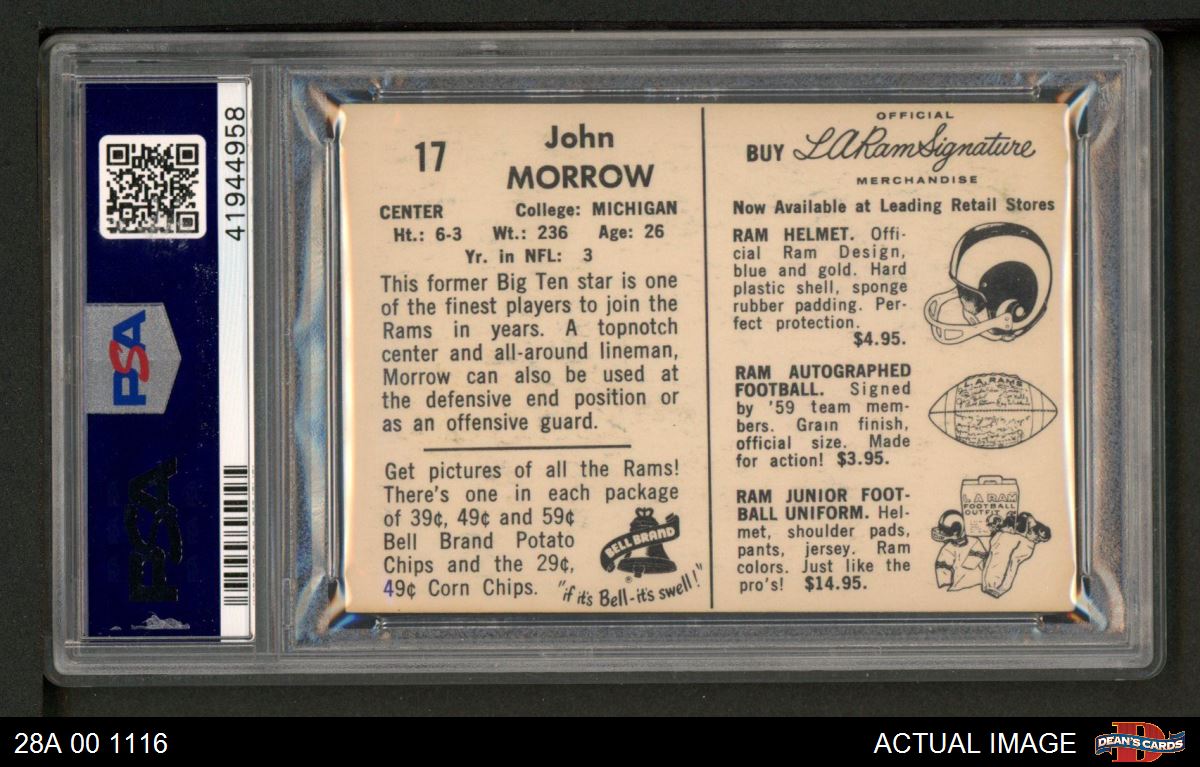 41944958
PSA
PSA
17
John
MORROW
CENTER College: MICHIGAN
Ht.: 6-3 Wt.: 236 Age: 26
Yr. in NFL: 3
This former Big Ten star is one
of the finest players to join the
Rams in years. A topnotch
center and all-around lineman,
Morrow can also be used at
the defensive end position or
as an offensive guard.
Get pictures of all the Rams!
There's one in each package
of 39¢, 49¢ and 59¢
Bell Brand Potato
Chips and the 29¢,
49¢ Corn Chips.
BELL BRAND
®
"if it's Bell-it's swell!"
OFFICIAL
BUY LA Ram Signature
MERCHANDISE
Now Available at Leading Retail Stores
RAM HELMET. Offi-
cial Ram Design,
blue and gold. Hard
plastic shell, sponge
rubber padding. Per-
fect protection.
$4.95.
RAM AUTOGRAPHED
FOOTBALL. Signed
by '59 team mem-
bers. Grain finish,
official size. Made
for action! $3.95.
L.A. RAMS
RAM JUNIOR FOOT-
BALL UNIFORM. Hel-
met, shoulder pads,
pants, jersey. Ram
colors. Just like the
pro's! $14.95.
LA RAM
FOOTBALL
OUTFIT
28A 00 1116
ACTUAL IMAGE
DEAN'S CARDS